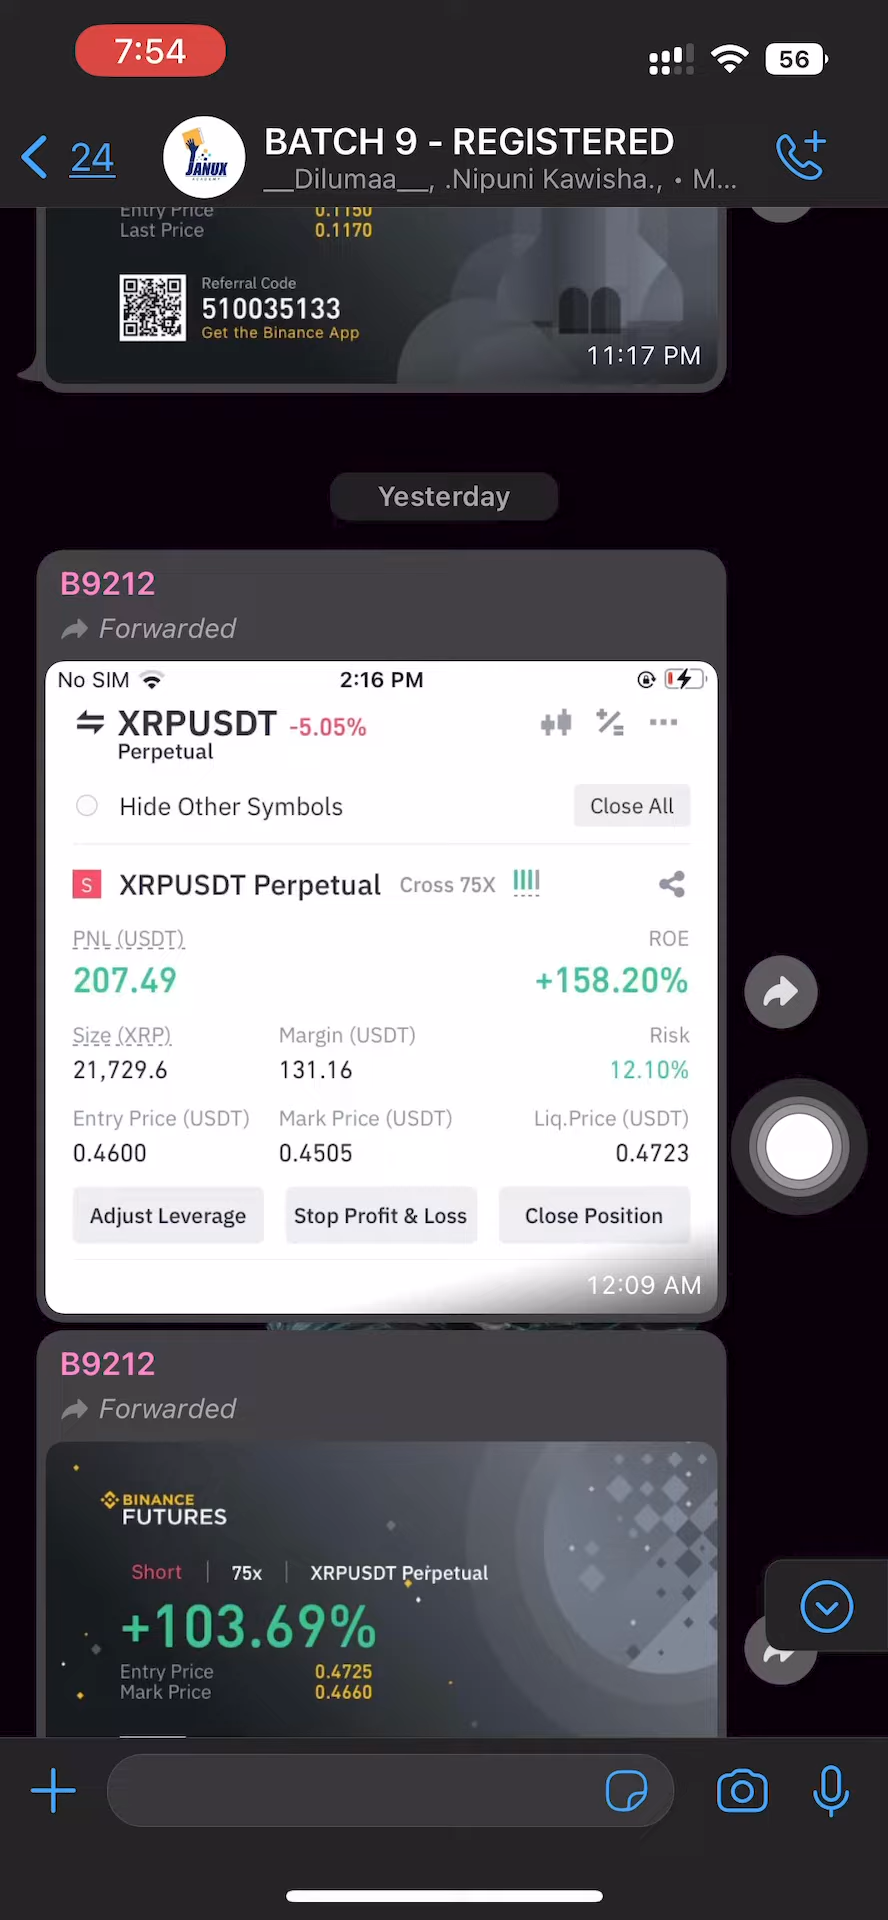 7:54
56
24
JANUX
BATCH 9 - REGISTERED
__Dilumaa__, .Nipuni Kawisha., • M...
Entry Price 0.1150
Last Price 0.1170
Referral Code
510035133
Get the Binance App
11:17 PM
Yesterday
B9212
Forwarded
No SIM 2:16 PM
XRPUSDT -5.05%
Perpetual
Hide Other Symbols Close All
S XRPUSDT Perpetual Cross 75X
PNL (USDT) ROE
207.49 +158.20%
Size (XRP) Margin (USDT) Risk
21,729.6 131.16 12.10%
Entry Price (USDT) Mark Price (USDT) Liq.Price (USDT)
0.4600 0.4505 0.4723
Adjust Leverage Stop Profit & Loss Close Position
12:09 AM
B9212
Forwarded
BINANCE
FUTURES
Short 75x XRPUSDT Perpetual
+103.69%
Entry Price 0.4725
Mark Price 0.4660